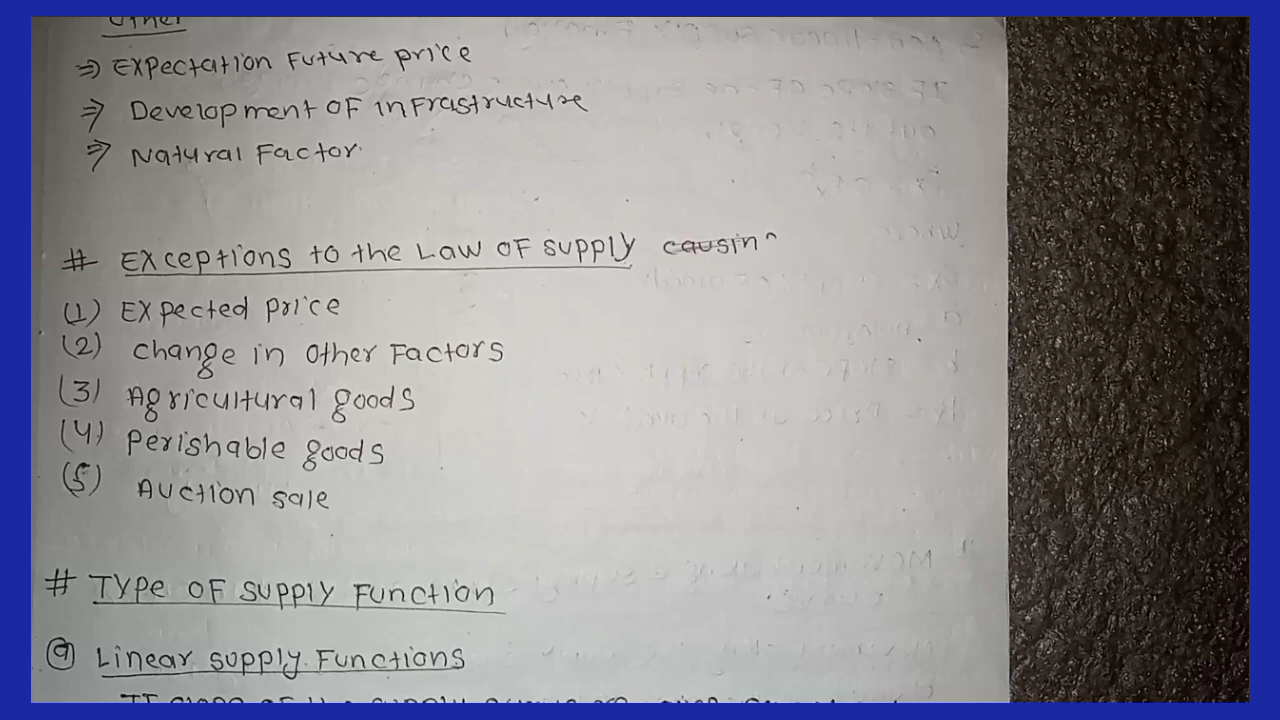 Other
⇒ Expectation Future price
⇒ Development OF infrastructure
⇒ Natural Factor.
# Exceptions to the Law OF supply causin
(1) Expected price
(2) change in other Factors
(3) Agricultural goods
(4) Perishable goods
(5) Auction sale
# Type OF supply Function
(a) Linear supply Functions